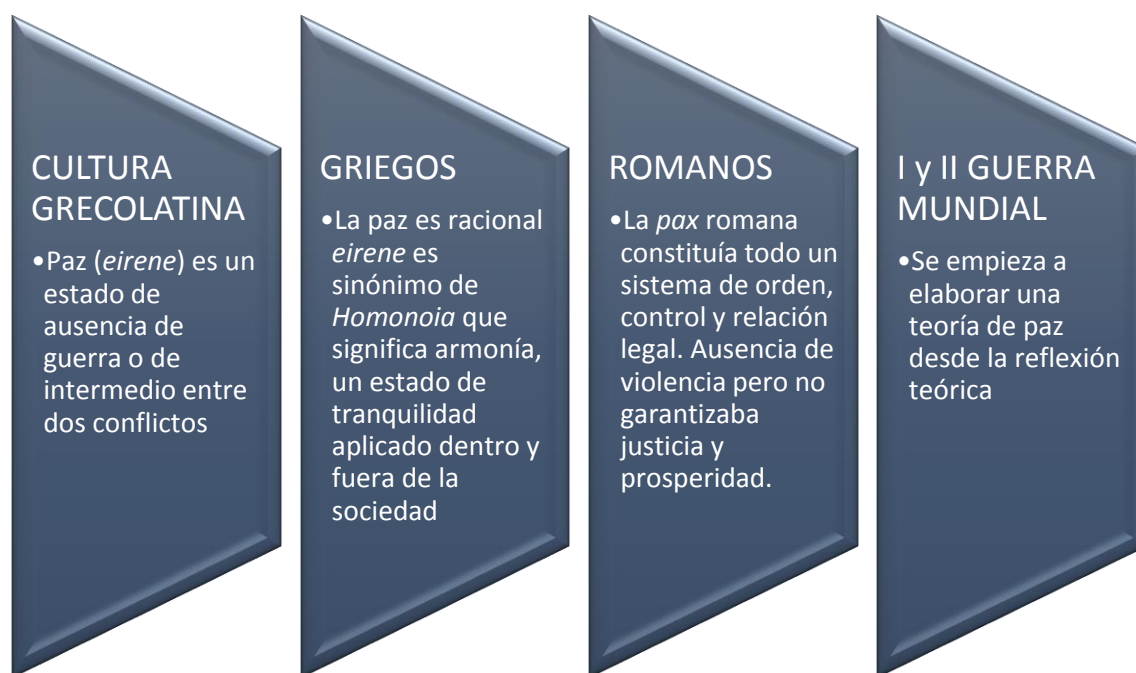 CULTURA
GRECOLATINA
•Paz (eirene) es un
estado de
ausencia de
guerra o de
intermedio entre
dos conflictos
GRIEGOS
•La paz es racional
eirene es
sinónimo de
Homonoia que
significa armonía,
un estado de
tranquilidad
aplicado dentro y
fuera de la
sociedad
ROMANOS
•La pax romana
constituía todo un
sistema de orden,
control y relación
legal. Ausencia de
violencia pero no
garantizaba
justicia y
prosperidad.
I y II GUERRA
MUNDIAL
•Se empieza a
elaborar una
teoría de paz
desde la reflexión
teórica